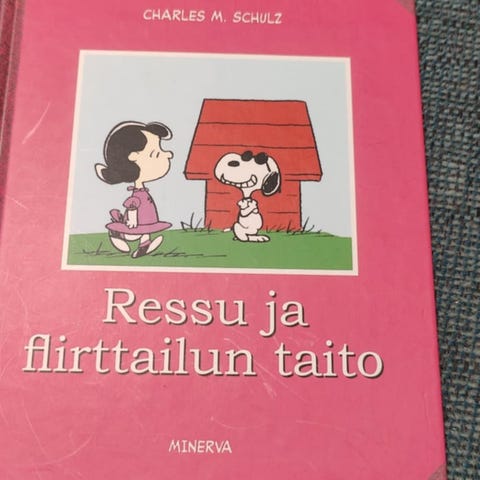 CHARLES M. SCHULZ
Ressu ja
flirttailun taito
MINERVA